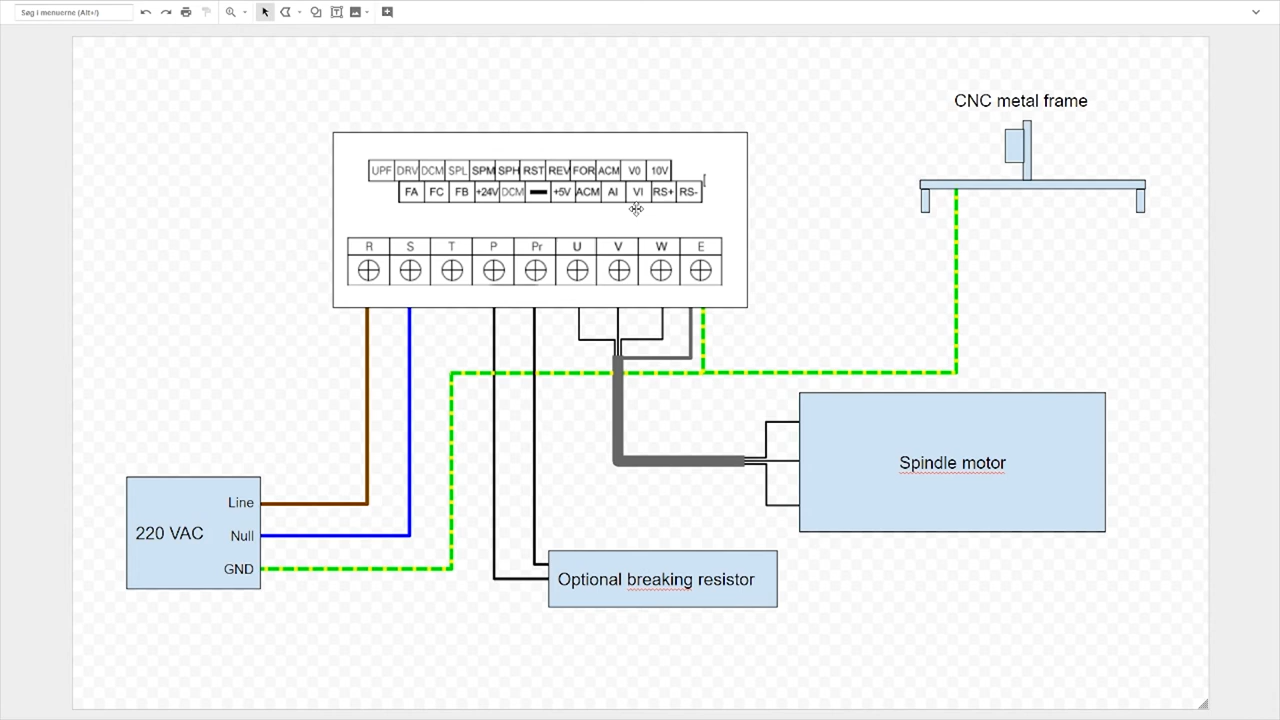 Søg i menuerne (Alt+/)
CNC metal frame
UPF DRV DCM SPL SPM SPH RST REV FOR ACM V0 10V
FA FC FB +24V DCM +5V ACM AI VI RS+ RS-
R S T P Pr U V W E
Spindle motor
Line
220 VAC
Null
GND
Optional breaking resistor